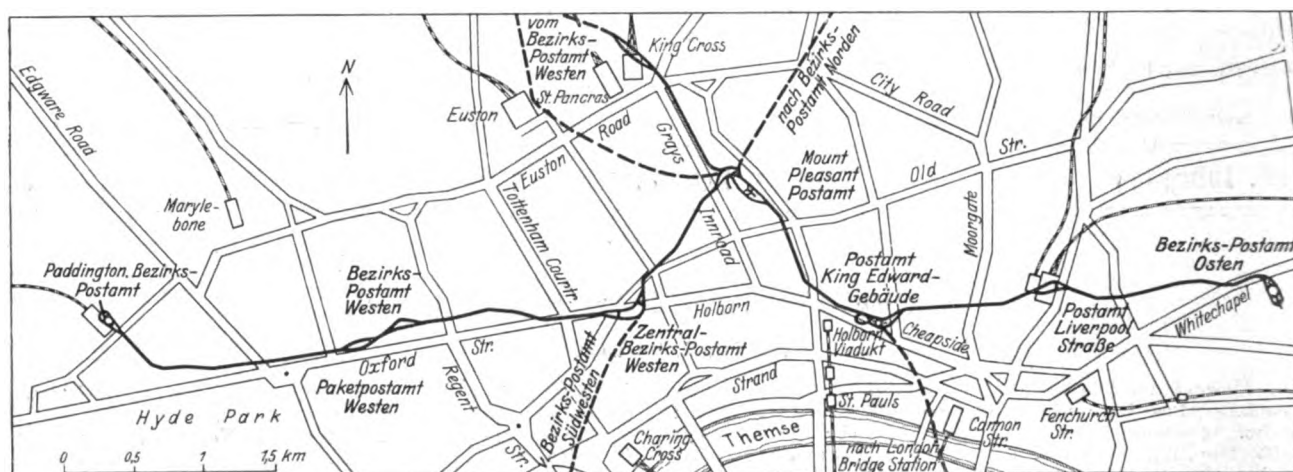 vom
Bezirks-
Postamt
Westen
King Cross
St. Pancras
Euston
nach Bezirks-
Postamt Norden
City Road
Edgware Road
N
Euston Road
Grays
Innroad
Mount
Pleasant
Postamt
Old Str.
Moorgate
Maryle-
bone
Tottenham Courtr.
Paddington. Bezirks-
Postamt
Bezirks-
Postamt
Westen
Postamt
King Edward-
Gebäude
Bezirks-Postamt
Osten
Holborn
Cheapside
Postamt
Liverpool
Straße
Whitechapel
Zentral-
Bezirks-Postamt
Westen
Holborn
Viadukt
Oxford Str.
Paketpostamt
Westen
Regent Str.
Bezirks-Postamt
Südwesten
Strand
St. Pauls
Hyde Park
Charing
Cross
Themse
nach London
Bridge Station
Cannon
Str.
Fenchurch
Str.
0 0,5 1 1,5 km